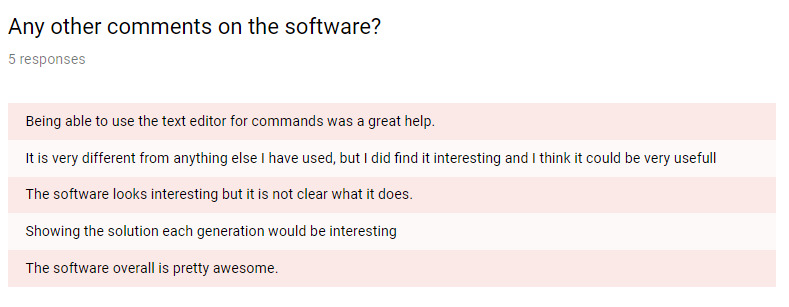 Any other comments on the software?
5 responses
Being able to use the text editor for commands was a great help.
It is very different from anything else I have used, but I did find it interesting and I think it could be very usefull
The software looks interesting but it is not clear what it does.
Showing the solution each generation would be interesting
The software overall is pretty awesome.